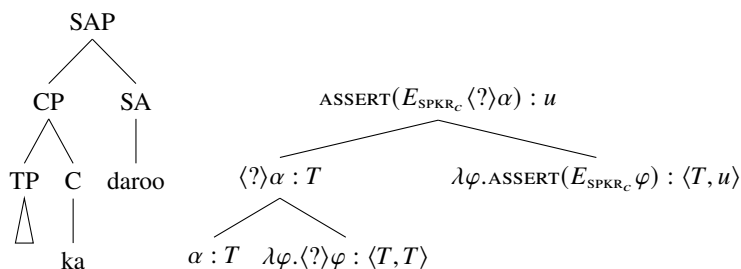 SAP
CP SA
ASSERT(E_SPKR_c ⟨?⟩α) : u
TP C daroo
⟨?⟩α : T λφ.ASSERT(E_SPKR_c φ) : ⟨T, u⟩
ka
α : T λφ.⟨?⟩φ : ⟨T, T⟩